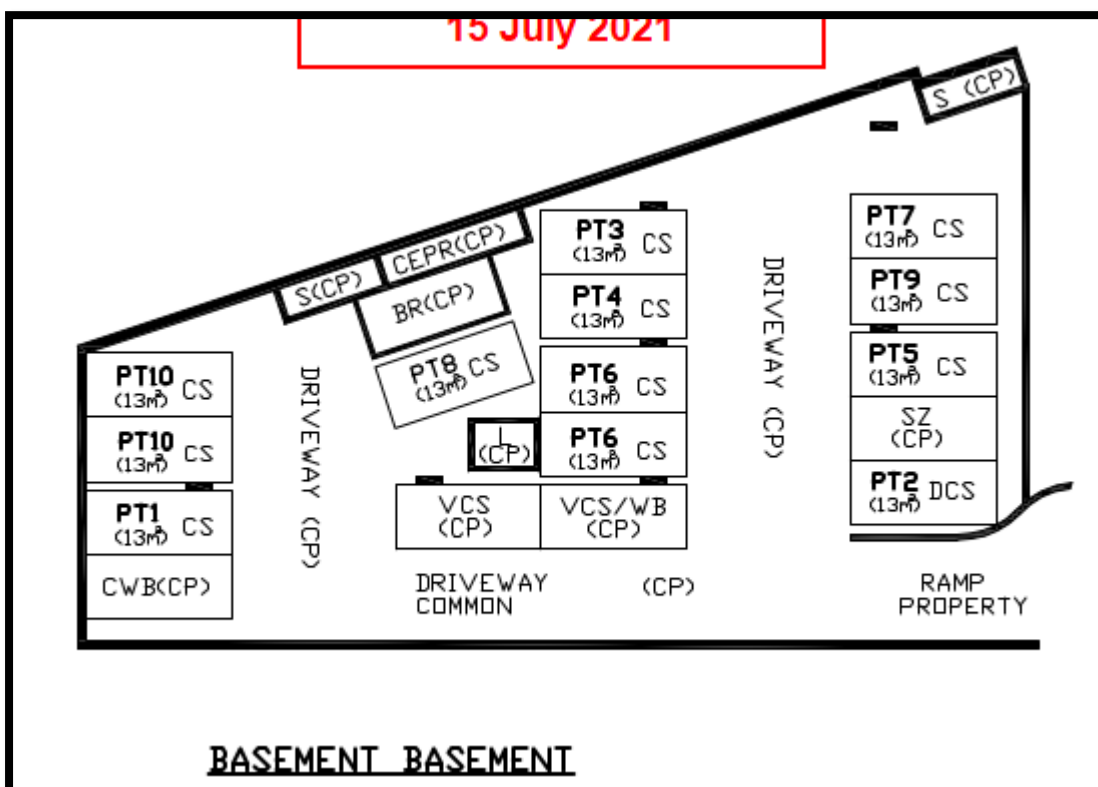 15 July 2021
S (CP)
PT7
(13m²) CS
PT3
(13m²) CS
CEPR(CP)
S(CP)
BR(CP)
DRIVEWAY (CP)
PT9
(13m²) CS
PT4
(13m²) CS
PT5
(13m²) CS
PT8
(13m²) CS
PT6
(13m²) CS
PT10
(13m²) CS
DRIVEWAY (CP)
SZ
(CP)
L
(CP)
PT6
(13m²) CS
PT10
(13m²) CS
PT2
(13m²) DCS
VCS
(CP)
VCS/WB
(CP)
PT1
(13m²) CS
CWB(CP)
DRIVEWAY (CP) RAMP
COMMON PROPERTY
BASEMENT BASEMENT